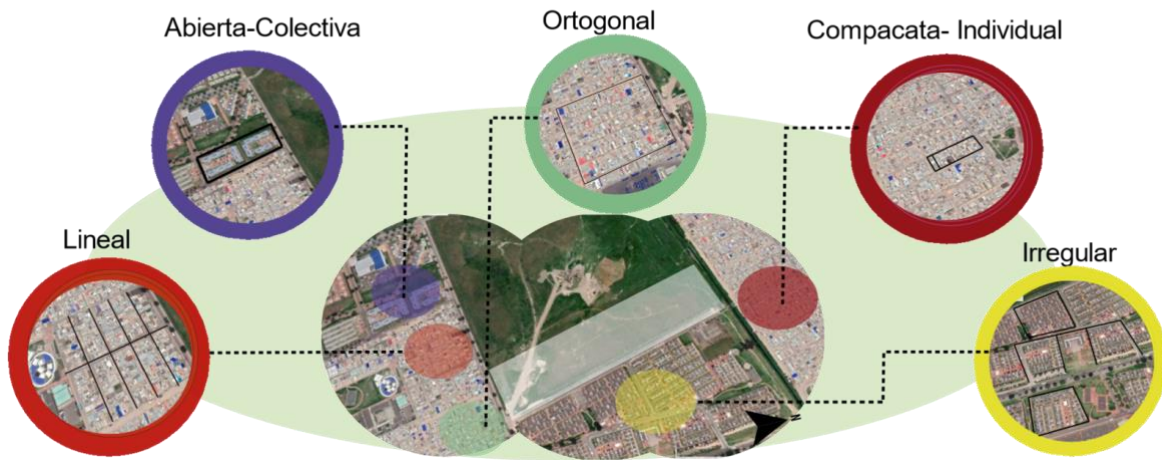 Abierta-Colectiva
Ortogonal
Compacata- Individual
Lineal
Irregular